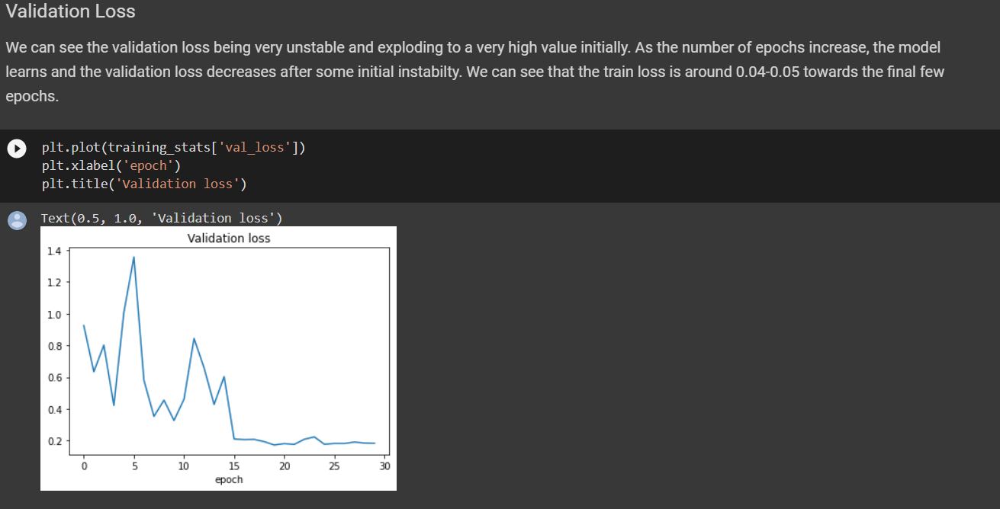 Validation Loss
We can see the validation loss being very unstable and exploding to a very high value initially. As the number of epochs increase, the model
learns and the validation loss decreases after some initial instabilty. We can see that the train loss is around 0.04-0.05 towards the final few
epochs.
plt.plot(training_stats['val_loss'])
plt.xlabel('epoch')
plt.title('Validation loss')
Text(0.5, 1.0, 'Validation loss')
Validation loss
1.4
1.2
1.0
0.8
0.6
0.4
0.2
0 5 10 15 20 25 30
epoch